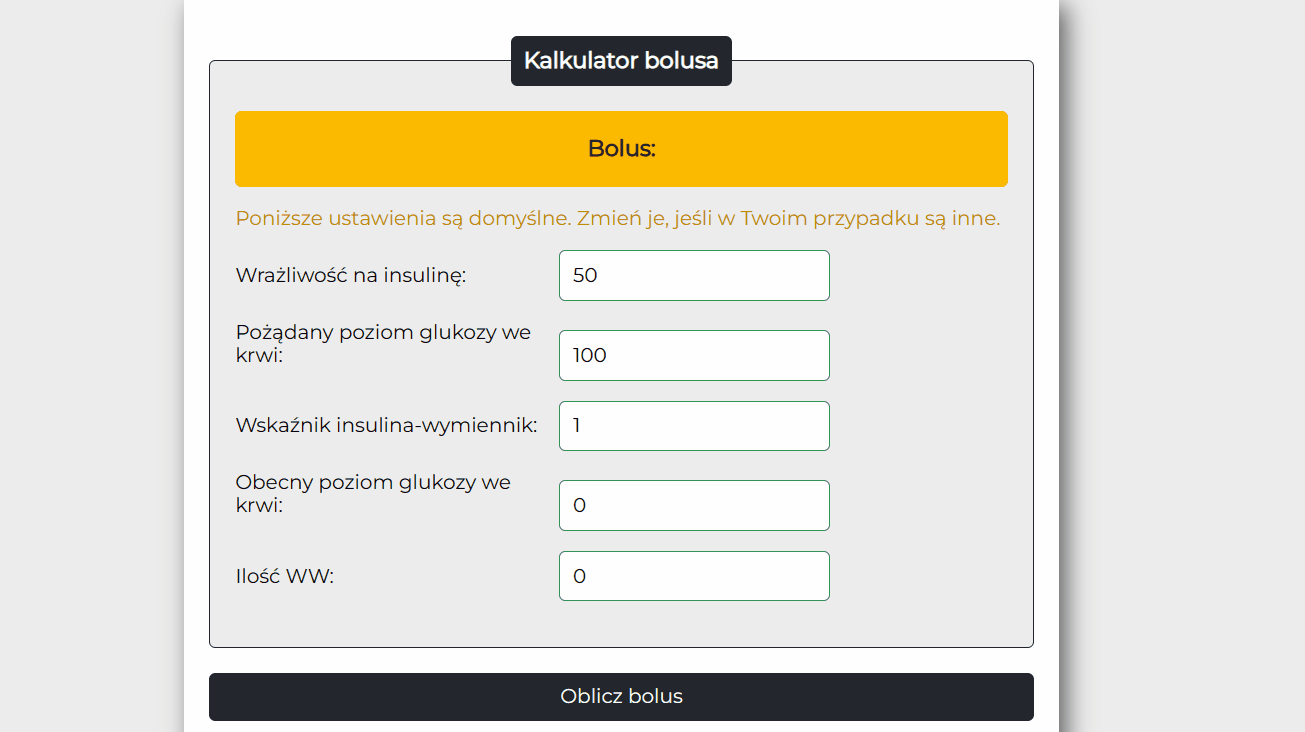 Kalkulator bolusa
Bolus:
Poniższe ustawienia są domyślne. Zmień je, jeśli w Twoim przypadku są inne.
Wrażliwość na insulinę:
50
Pożądany poziom glukozy we
krwi:
100
Wskaźnik insulina-wymiennik:
1
Obecny poziom glukozy we
krwi:
0
Ilość WW:
0
Oblicz bolus